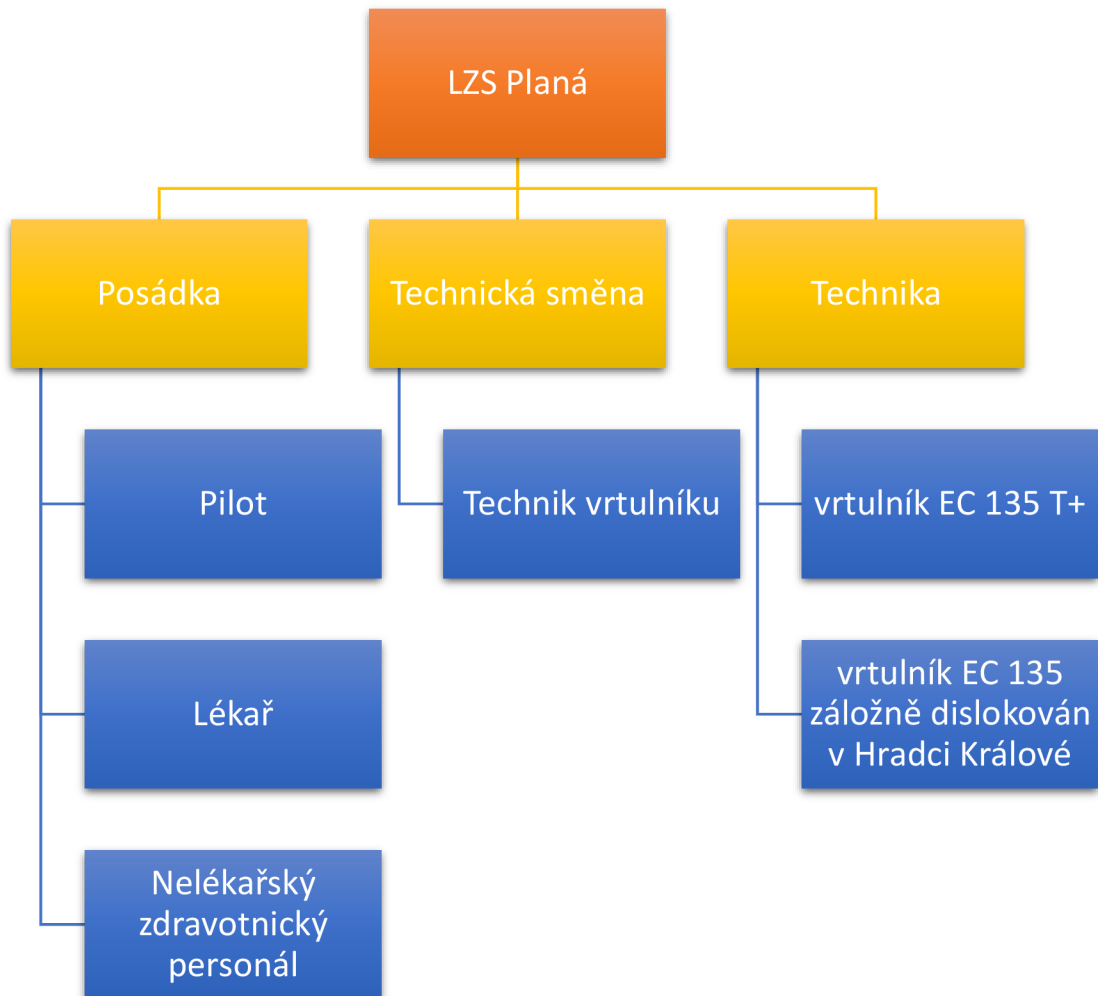 LZS Planá
Posádka
Technická směna
Technika
Pilot
Technik vrtulníku
vrtulník EC 135 T+
Lékař
vrtulník EC 135
záložně dislokován
v Hradci Králové
Nelékařský
zdravotnický
personál